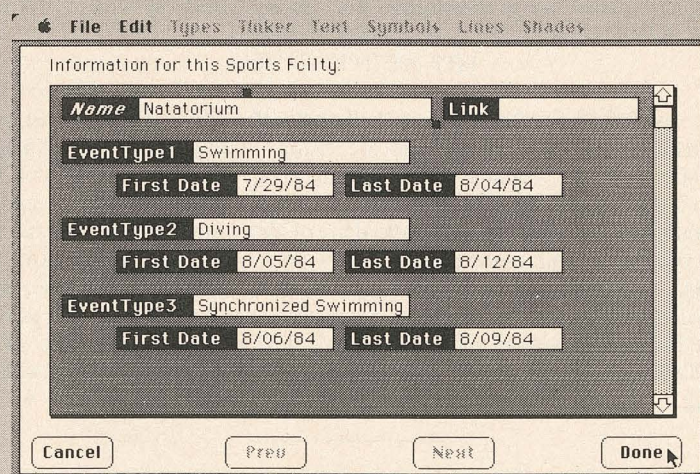 File Edit Types Tinker Text Symbols Lines Shades
Information for this Sports Fcilty:
Name Natatorium Link
EventType1 Swimming
First Date 7/29/84 Last Date 8/04/84
EventType2 Diving
First Date 8/05/84 Last Date 8/12/84
EventType3 Synchronized Swimming
First Date 8/06/84 Last Date 8/09/84
Cancel Prev Next Done